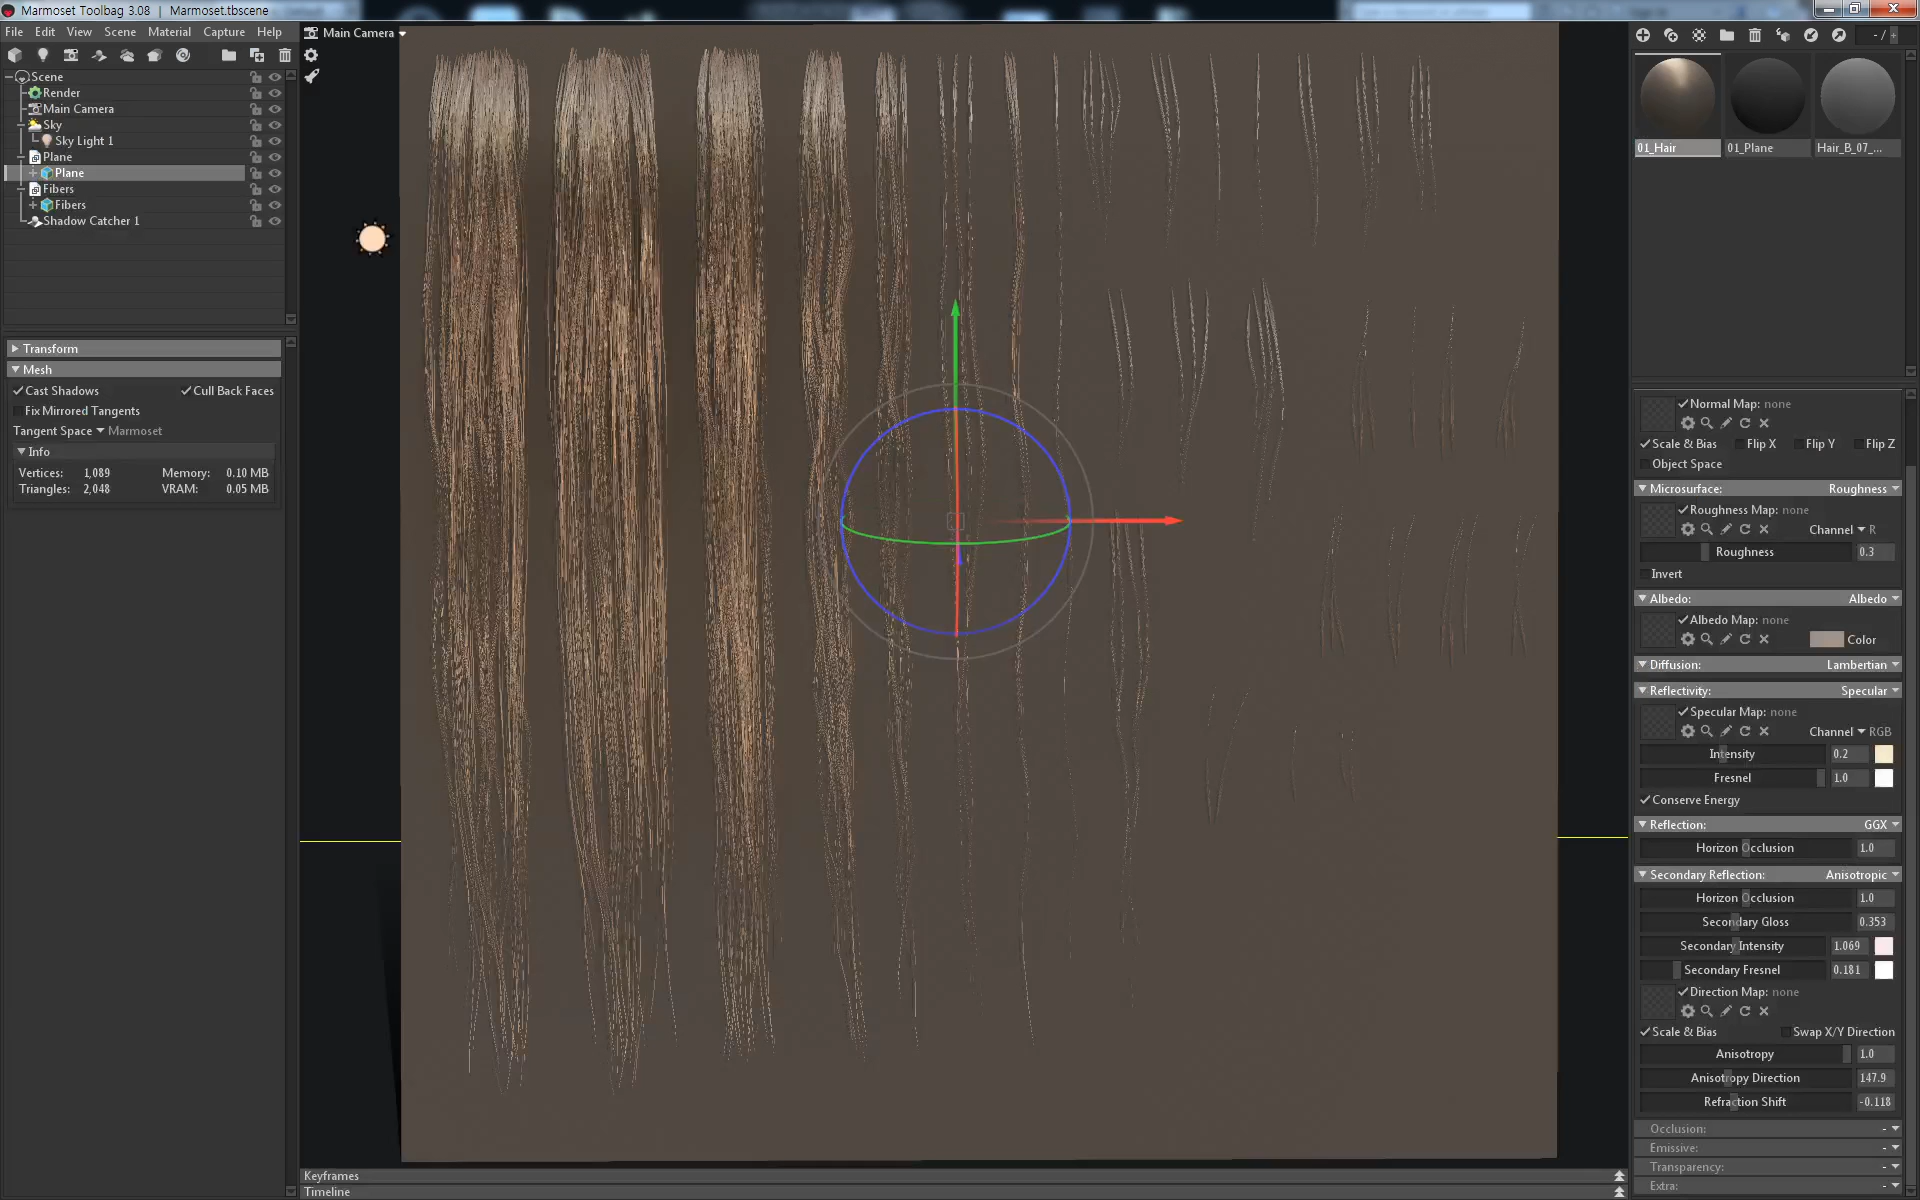 Marmoset Toolbag 3.08 | Marmoset.tbscene
File Edit View Scene Material Capture Help
Main Camera
- / +
Scene
Render
Main Camera
Sky
Sky Light 1
Plane
Plane
Fibers
Fibers
Shadow Catcher 1
Transform
Mesh
Cast Shadows Cull Back Faces
Fix Mirrored Tangents
Tangent Space Marmoset
Info
Vertices: 1,089 Memory: 0.10 MB
Triangles: 2,048 VRAM: 0.05 MB
Keyframes
Timeline
01_Hair 01_Plane Hair_B_07_...
Normal Map: none
Scale & Bias Flip X Flip Y Flip Z
Object Space
Microsurface: Roughness
Roughness Map: none
Channel R
Roughness 0.3
Invert
Albedo: Albedo
Albedo Map: none
Color
Diffusion: Lambertian
Reflectivity: Specular
Specular Map: none
Channel RGB
Intensity 0.2
Fresnel 1.0
Conserve Energy
Reflection: GGX
Horizon Occlusion 1.0
Secondary Reflection: Anisotropic
Horizon Occlusion 1.0
Secondary Gloss 0.353
Secondary Intensity 1.069
Secondary Fresnel 0.181
Direction Map: none
Scale & Bias Swap X/Y Direction
Anisotropy 1.0
Anisotropy Direction 147.9
Refraction Shift -0.118
Occlusion: -
Emissive: -
Transparency: -
Extra: -